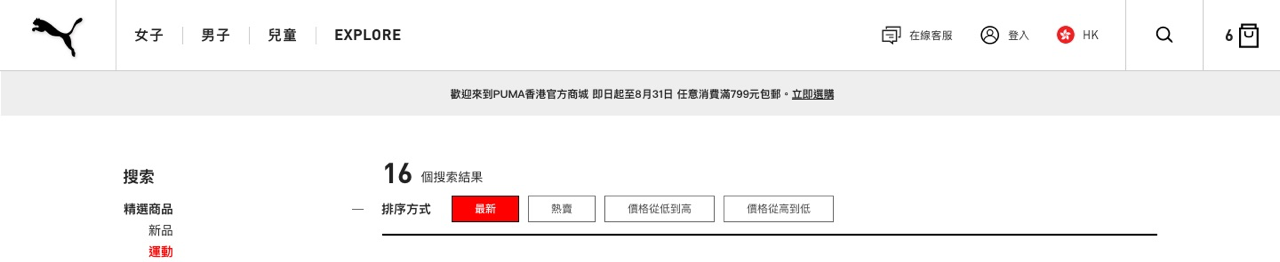 女子 男子 兒童 EXPLORE 在線客服 登入 HK 6
歡迎來到PUMA香港官方商城 即日起至8月31日 任意消費滿799元包郵。立即選購
搜索
16 個搜索結果
精選商品 — 排序方式 最新 熱賣 價格從低到高 價格從高到低
新品
運動